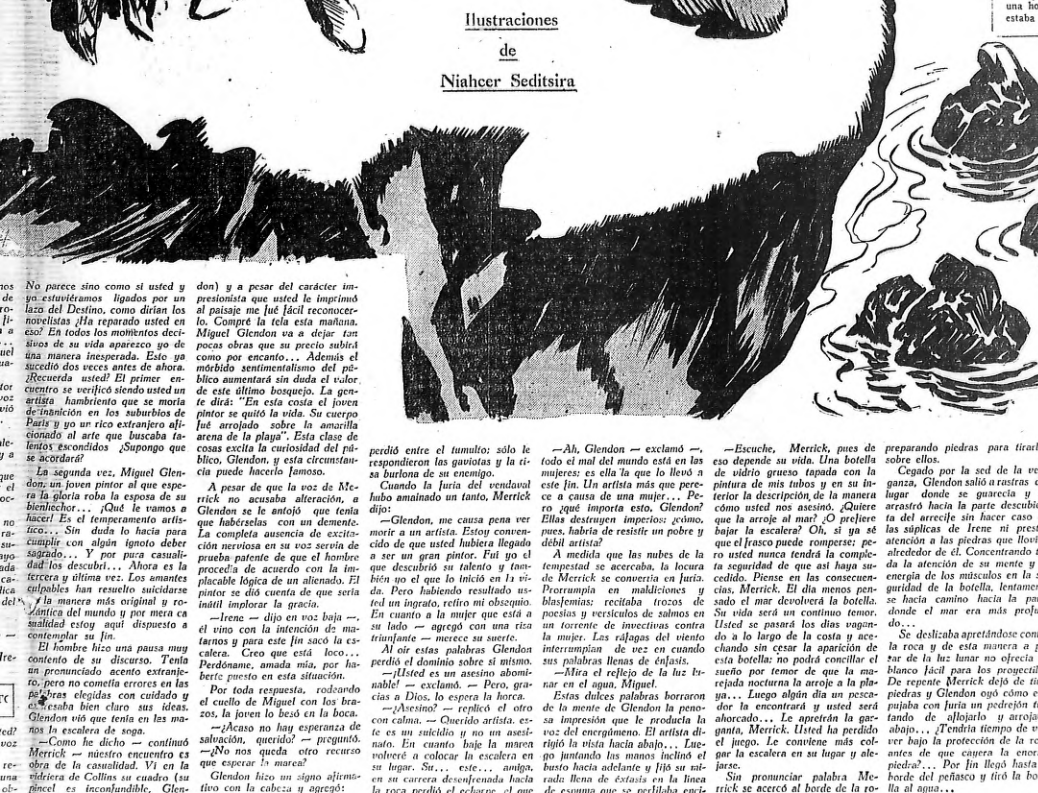 Ilustraciones
de
Niahcer Seditsira
una
estaba
No parece sino como si usted y
yo estuviéramos ligados por un
lazo del Destino, como dirían los
novelistas ¿Ha reparado usted en
eso? En todos los momentos deci-
sivos de su vida aparezco yo de
una manera inesperada. Esto ya
sucedió dos veces antes de ahora.
¿Recuerda usted? El primer en-
cuentro se verificó siendo usted un
artista hambriento que se moría
de inanición en los suburbios de
París y yo un rico extranjero afi-
cionado al arte que buscaba ta-
lentos escondidos ¿Supongo que
se acordará?
La segunda vez, Miguel Glen-
don, un joven pintor al que espe-
ra la gloria roba la esposa de su
bienhechor... ¡Qué le vamos a
hacer! Es el temperamento artís-
tico... Sin duda lo hacía para
cumplir con algún ignoto deber
sagrado... Y por pura casuali-
dad los descubrí... Ahora es la
tercera y última vez. Los amantes
culpables han resuelto suicidarse
la manera más original y ro-
mántica del mundo y por mera ca
sualidad estoy aquí dispuesto a
contemplar su fin.
El hombre hizo una pausa muy
contento de su discurso. Tenía
un pronunciado acento extranje-
ro, pero no cometía errores en las
palabras elegidas con cuidado y
expresaba bien claro sus ideas.
Glendon vió que tenía en las ma-
nos la escalera de soga.
—Como he dicho — continuó
Merrick — nuestro encuentro es
obra de la casualidad. Vi en la
vidriera de Collins su cuadro (su
pincel es inconfundible, Glen-
don) y a pesar del carácter im-
presionista que usted le imprimó
al paisaje me fué fácil reconocer-
lo. Compré la tela esta mañana.
Miguel Glendon va a dejar tan
pocas obras que su precio subirá
como por encanto... Además el
mórbido sentimentalismo del pú-
blico aumentará sin duda el valor
de este último bosquejo. La gen-
te dirá: "En esta costa el joven
pintor se quitó la vida. Su cuerpo
fué arrojado sobre la amarilla
arena de la playa". Esta clase de
cosas excita la curiosidad del pú-
blico, Glendon, y esta circunstan-
cia puede hacerlo famoso.
A pesar de que la voz de Me-
rrick no acusaba alteración, a
Glendon se le antojó que tenía
que habérselas con un demente.
La completa ausencia de excita-
ción nerviosa en su voz servía de
prueba patente de que el hombre
procedía de acuerdo con la im-
placable lógica de un alienado. El
pintor se dió cuenta de que sería
inútil implorar la gracia.
—Irene — dijo en voz baja —,
él vino con la intención de ma-
tarnos y para este fin sacó la es-
calera. Creo que está loco...
Perdóname, amada mía, por ha-
berte puesto en esta situación.
Por toda respuesta, rodeando
el cuello de Miguel con los bra-
zos, la joven lo besó en la boca.
—¿Acaso no hay esperanza de
salvación, querido? — preguntó.
—¿No nos queda otro recurso
que esperar la marea?
Glendon hizo un signo afirma-
tivo con la cabeza y agregó:
perdió entre el tumulto; sólo le
respondieron las gaviotas y la ri-
sa burlona de su enemigo.
Cuando la furia del vendaval
hubo amainado un tanto, Merrick
dijo:
—Glendon, me causa pena ver
morir a un artista. Estoy conven-
cido de que usted hubiera llegado
a ser un gran pintor. Fuí yo el
que descubrió su talento y tam-
bién yo el que lo inició en la vi-
da. Pero habiendo resultado us-
ted un ingrato, retiro mi obsequio.
En cuanto a la mujer que está a
su lado — agregó con una risa
triunfante — merece su suerte.
Al oir estas palabras Glendon
perdió el dominio sobre sí mismo.
—¡Usted es un asesino abomi-
nable! — exclamó. — Pero, gra-
cias a Dios, lo espera la horca.
—¿Asesino? — replicó el otro
con calma. — Querido artista, es-
te es un suicidio y no un asesi-
nato. En cuanto baje la marea
volveré a colocar la escalera en
su lugar. Su... este... amiga,
en su carrera desenfrenada hacia
la roca perdió el echarpe, el que
—Ah, Glendon — exclamó —,
todo el mal del mundo está en las
mujeres; es ella la que lo llevó a
este fin. Un artista más que pere-
ce a causa de una mujer... Pe-
ro ¿qué importa esto, Glendon?
Ellas destruyen imperios; ¿cómo,
pues, habría de resistir un pobre y
débil artista?
A medida que las nubes de la
tempestad se acercaba, la locura
de Merrick se convertía en furia.
Prorrumpía en maldiciones y
blasfemias; recitaba trozos de
poesías y versículos de salmos en
un torrente de invectivas contra
la mujer. Las ráfagas del viento
interrumpían de vez en cuando
sus palabras llenas de énfasis.
—Mira el reflejo de la luz lu-
nar en el agua, Miguel.
Estas dulces palabras borraron
de la mente de Glendon la peno-
sa impresión que le producía la
voz del energúmeno. El artista di-
rigió la vista hacia abajo... Lue-
go juntando las manos inclinó el
busto hacia adelante y fijó su mi-
rada llena de éxtasis en la línea
de espuma que se perfilaba enci-
—Escuche, Merrick, pues de
eso depende su vida. Una botella
de vidrio grueso tapada con la
pintura de mis tubos y en su in-
terior la descripción de la manera
cómo usted nos asesinó. ¿Quiere
que la arroje al mar? ¿O prefiere
bajar la escalera? Oh, sí ya sé
que el frasco puede romperse; pe-
ro usted nunca tendrá la comple-
ta seguridad de que así haya su-
cedido. Piense en las consecuen-
cias, Merrick. El día menos pen-
sado el mar devolverá la botella.
Su vida será un continuo temor.
Usted se pasará los días vagan-
do a lo largo de la costa y ace-
chando sin cesar la aparición de
esta botella; no podrá conciliar el
sueño por temor de que la ma-
rejada nocturna la arroje a la pla-
ya... Luego algún día un pesca-
dor la encontrará y usted será
ahorcado... Le apretrán la gar-
ganta, Merrick. Usted ha perdido
el juego. Le conviene más col-
gar la escalera en su lugar y ale-
jarse.
Sin pronunciar palabra Me-
rrick se acercó al borde de la ro-
preparando piedras para
sobre ellos.
Cegado por la sed de la
ganza, Glendon salió a rastras
lugar donde se guarecía y
arrastró hacia la parte
ta del arrecife sin hacer caso
las súplicas de Irene ni
atención a las piedras que
alrededor de él. Concentrando
da la atención de su mente y
energía de los músculos en la
guridad de la botella,
se hacía camino hacia la
donde el mar era más
do...
Se deslizaba apretándose
la roca y de esta manera a
sar de la luz lunar no ofrecía
blanco fácil para los
De repente Merrick dejó de
piedras y Glendon oyó cómo
pujaba con furia un pedrejón
tando de aflojarlo y
abajo... ¿Tendría tiempo de
ver bajo la protección de la
antes de que cayera la
piedra?... Por fin llegó hasta
borde del peñasco y tiró la
lla al agua...